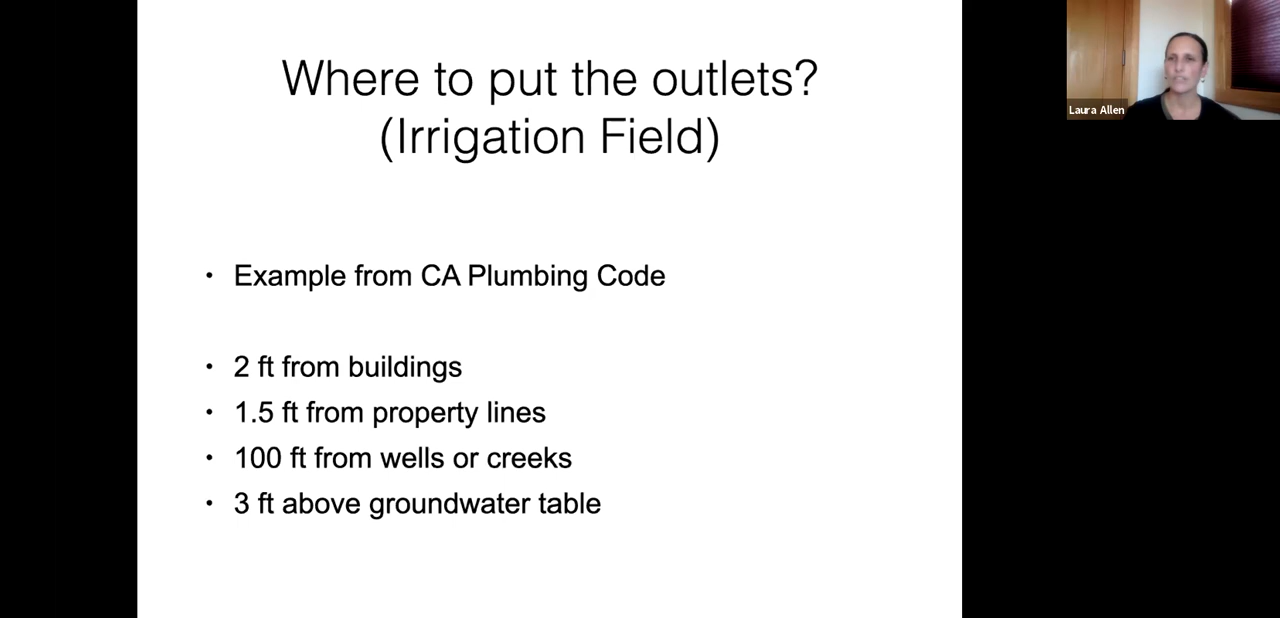 Where to put the outlets?
(Irrigation Field)
Laura Allen
• Example from CA Plumbing Code
• 2 ft from buildings
• 1.5 ft from property lines
• 100 ft from wells or creeks
• 3 ft above groundwater table